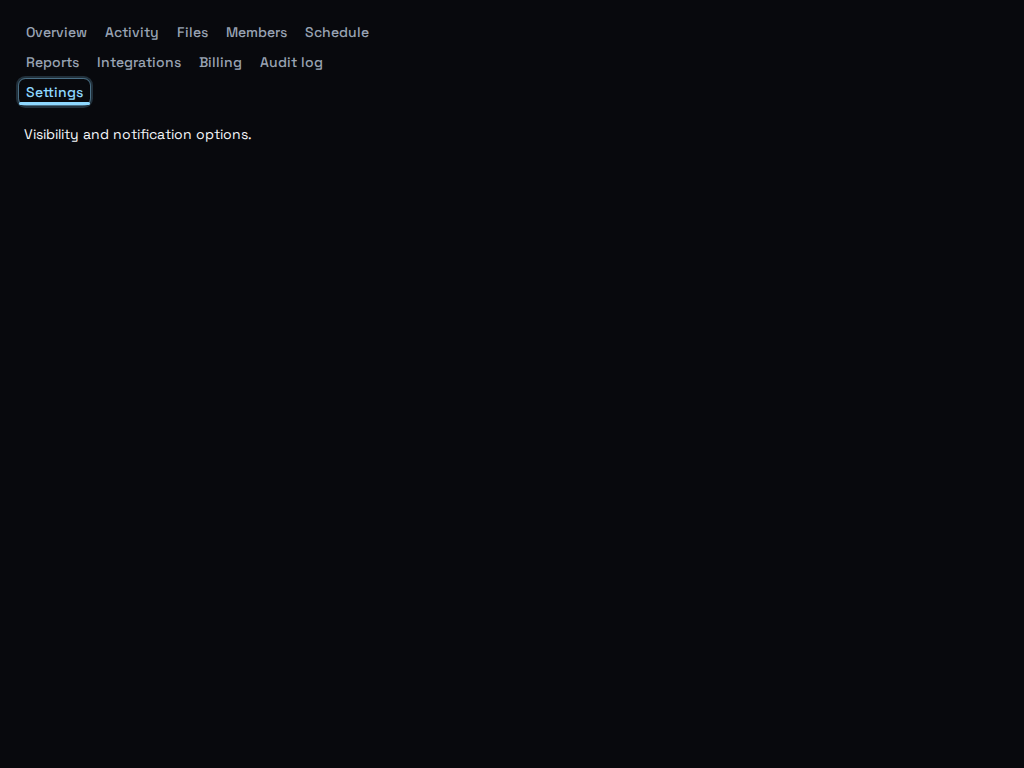 Overview Activity Files Members Schedule
Reports Integrations Billing Audit log
Settings
Visibility and notification options.